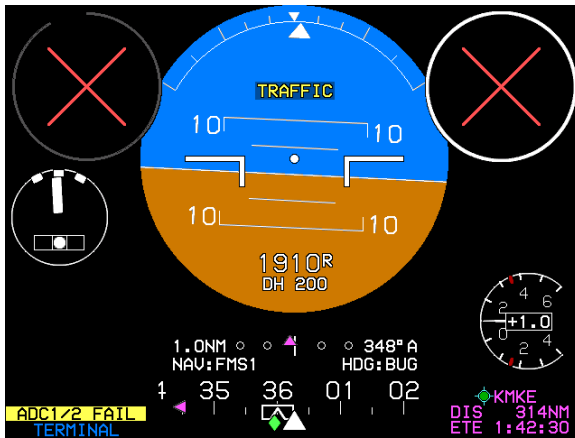 TRAFFIC
10 10
10 10
1910R
DH 200
4 6
2
+1.0
0
2 4
1.0NM 348°A
NAV:FMS1 HDG:BUG
35 36 01 02
KMKE
ADC1/2 FAIL DIS 314NM
TERMINAL ETE 1:42:30